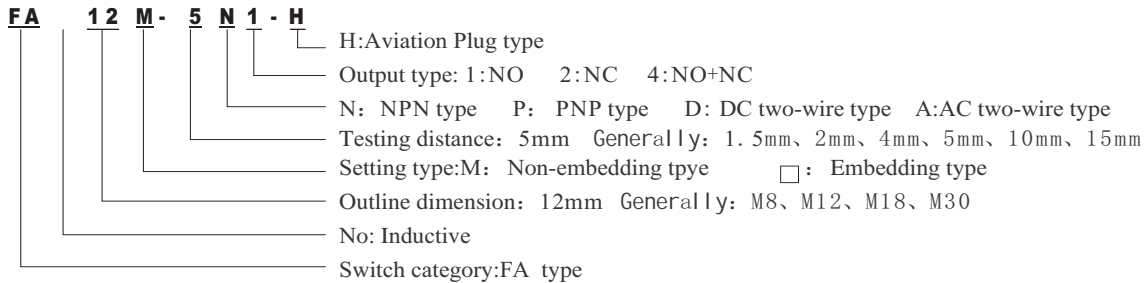 FA 12 M- 5 N 1 - H
H:Aviation Plug type
Output type: 1:NO 2:NC 4:NO+NC
N：NPN type P：PNP type D：DC two-wire type A:AC two-wire type
Testing distance：5mm Generally：1.5mm、2mm、4mm、5mm、10mm、15mm
Setting type:M：Non-embedding tpye □：Embedding type
Outline dimension：12mm Generally：M8、M12、M18、M30
No: Inductive
Switch category:FA type